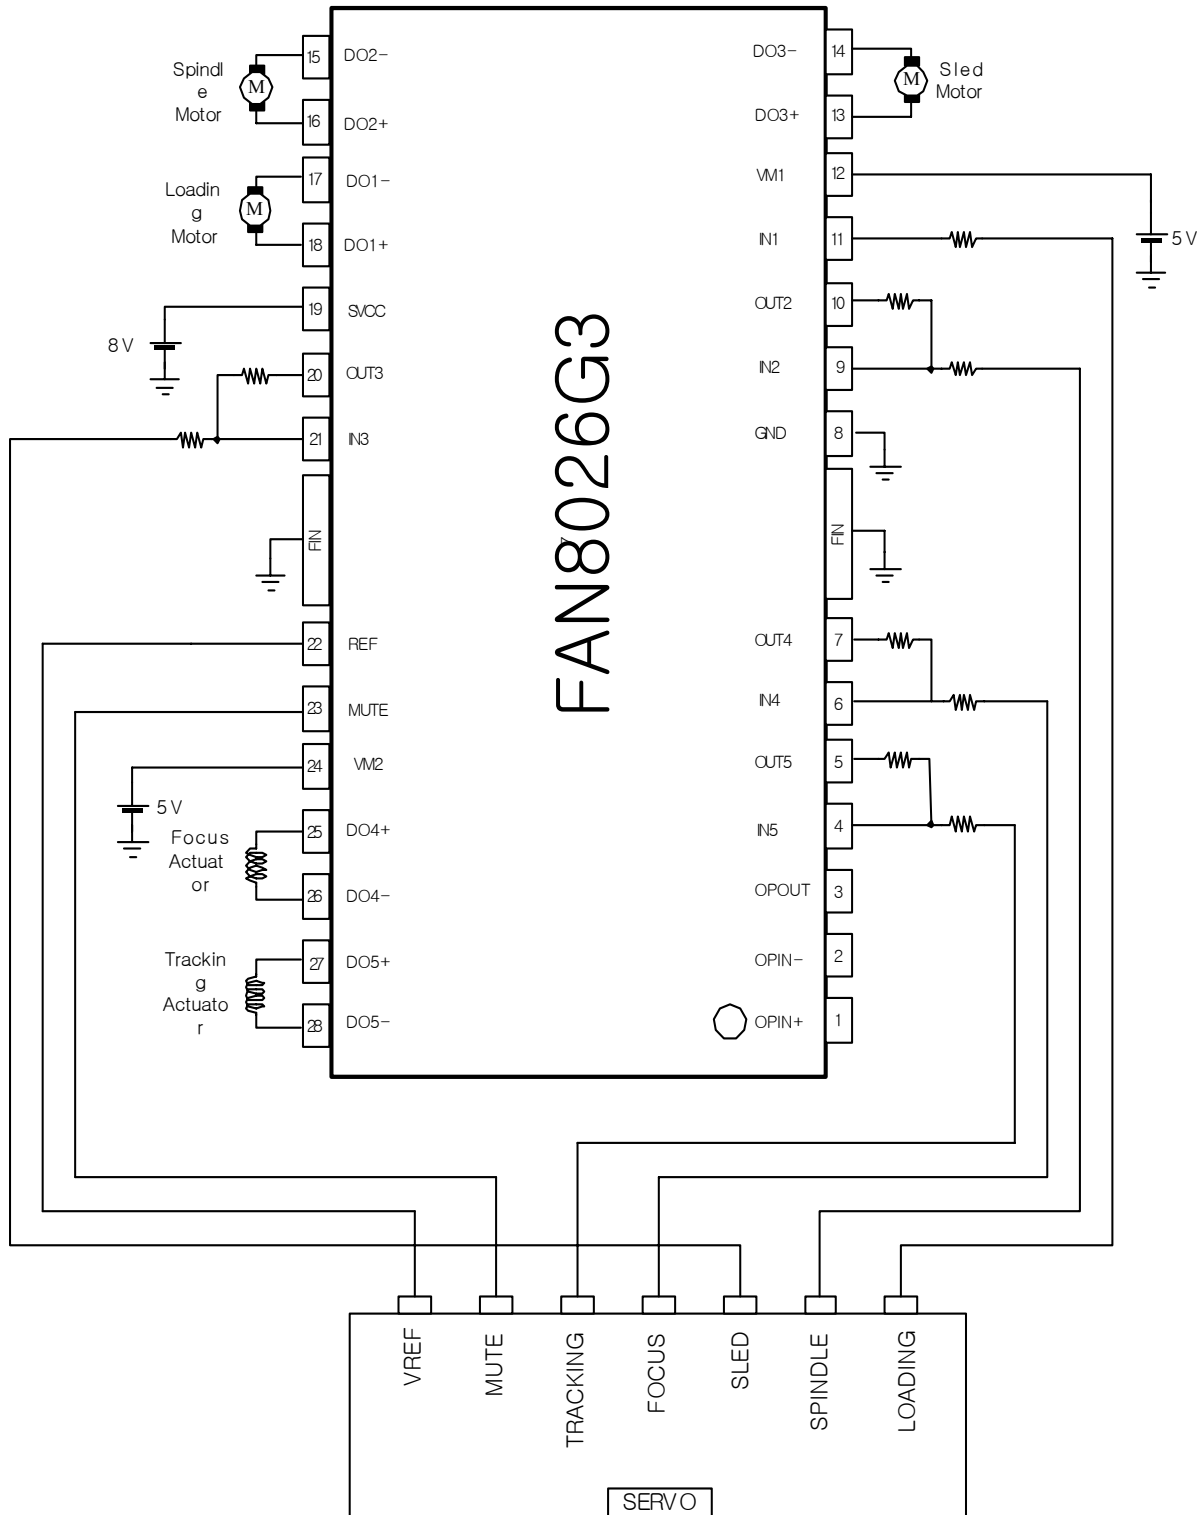 15 DO2-
Spindl
e
Motor
M
16 DO2+
17 DO1-
Loadin
g
Motor
M
18 DO1+
19 SVCC
8V
20 OUT3
21 IN3
FIN
22 REF
23 MUTE
24 VM2
5V
Focus
Actuat
or
25 DO4+
26 DO4-
Trackin
g
Actuato
r
27 DO5+
28 DO5-
FAN8026G3
7
DO3- 14
M
Sled
Motor
DO3+ 13
VM1 12
IN1 11
5V
OUT2 10
IN2 9
GND 8
FIN
OUT4 7
IN4 6
OUT5 5
IN5 4
OPOUT 3
OPIN- 2
OPIN+ 1
VREF
MUTE
TRACKING
FOCUS
SLED
SPINDLE
LOADING
SERVO